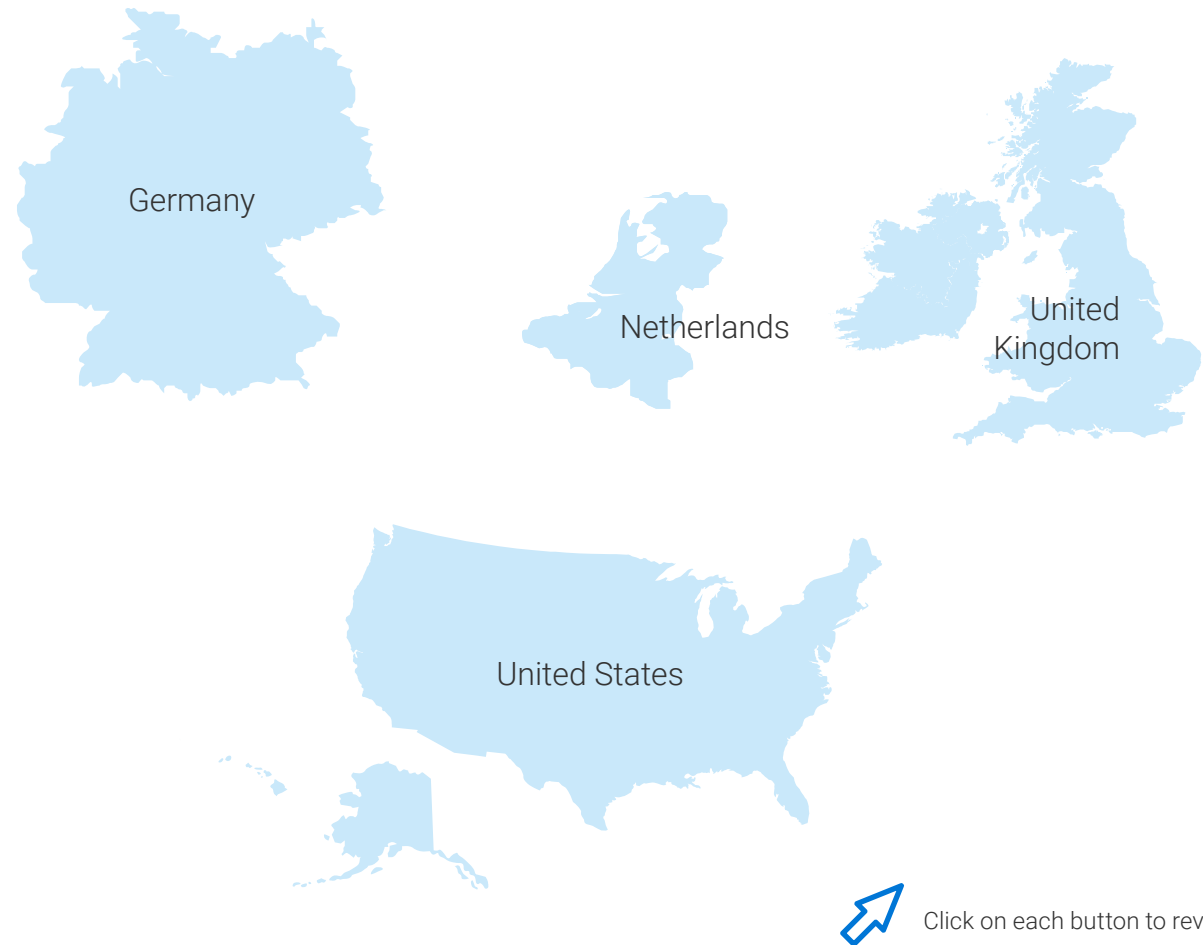 Germany
Netherlands
United
Kingdom
United States
Click on each button to rev